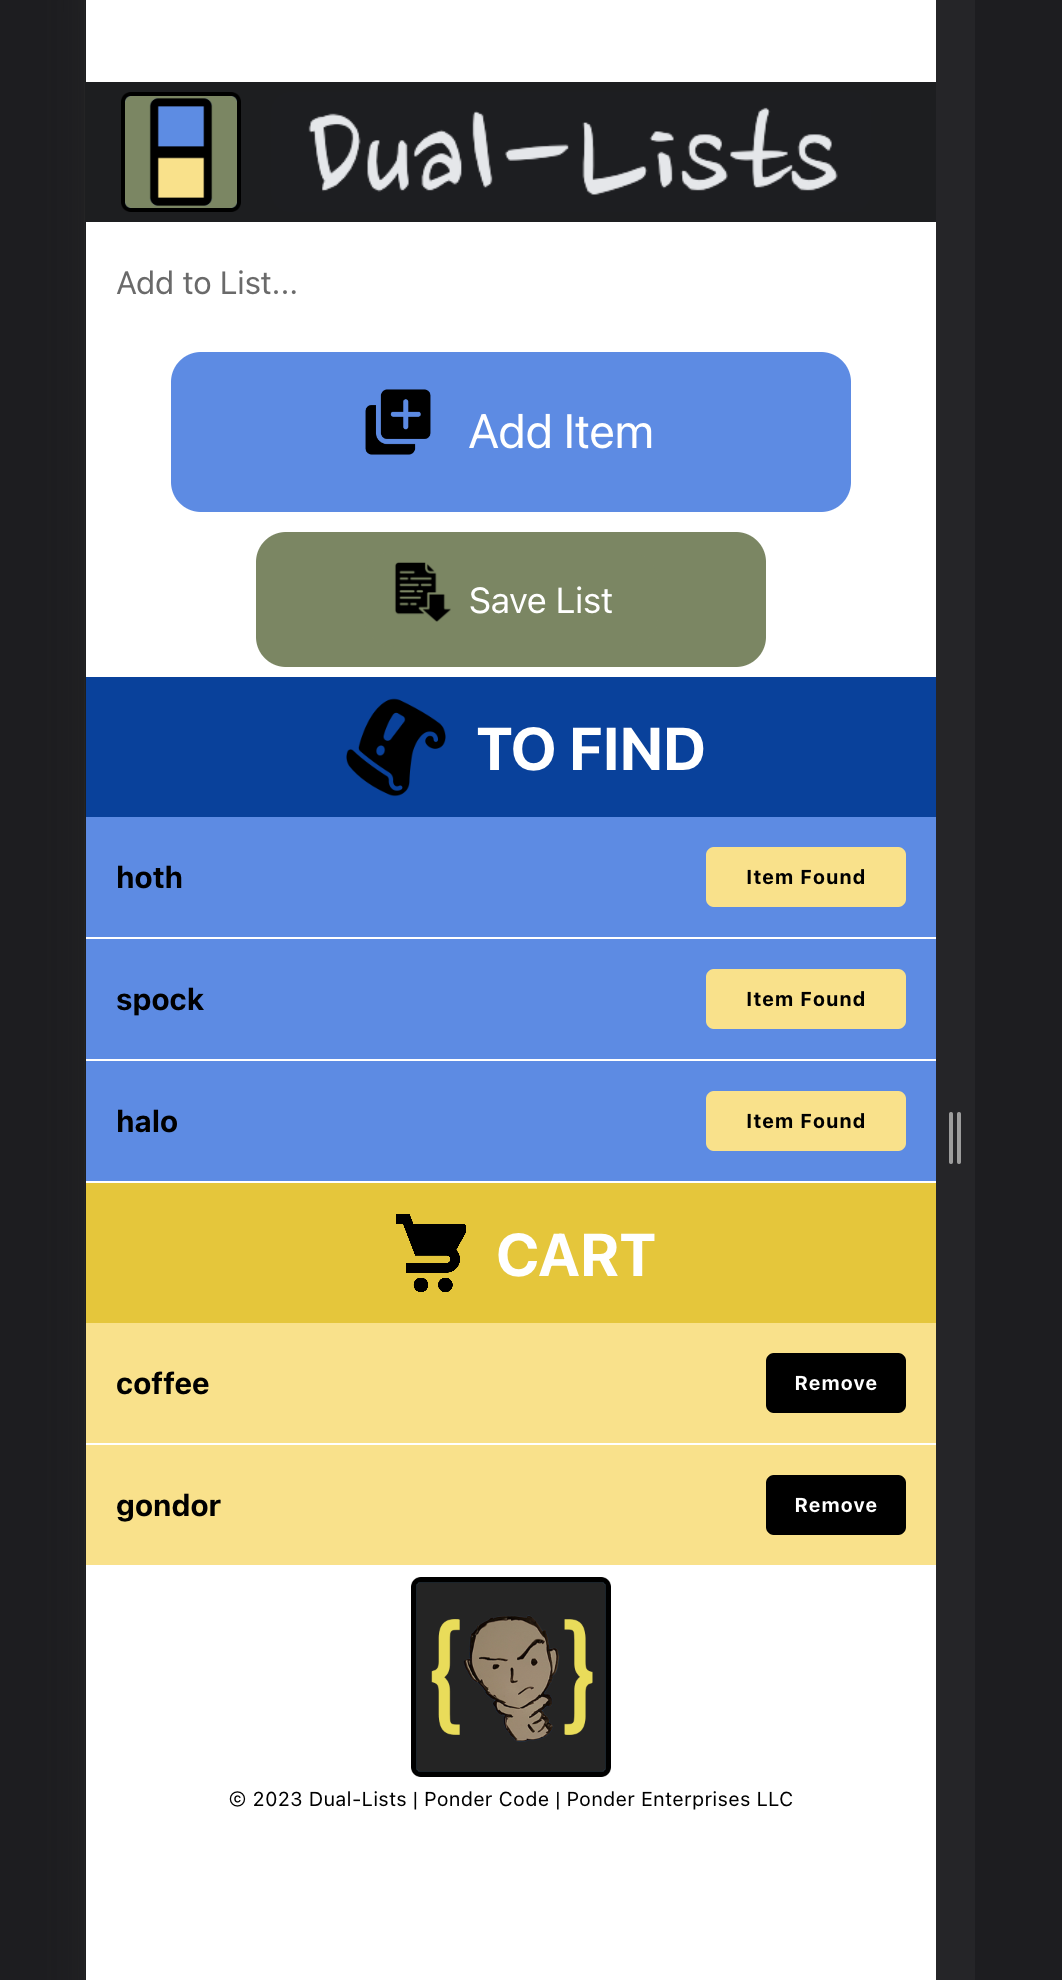 Dual-Lists
Add to List...
Add Item
Save List
TO FIND
hoth
Item Found
spock
Item Found
halo
Item Found
CART
coffee
Remove
gondor
Remove
{ }
© 2023 Dual-Lists | Ponder Code | Ponder Enterprises LLC